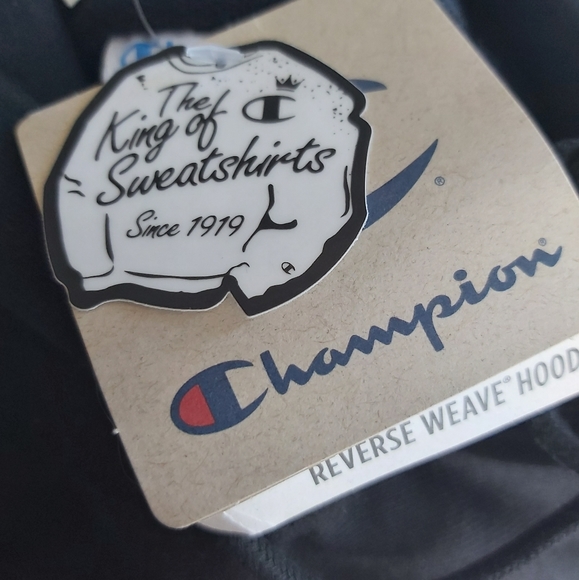 The
King of
Sweatshirts
Since 1919
Champion®
REVERSE WEAVE® HOOD